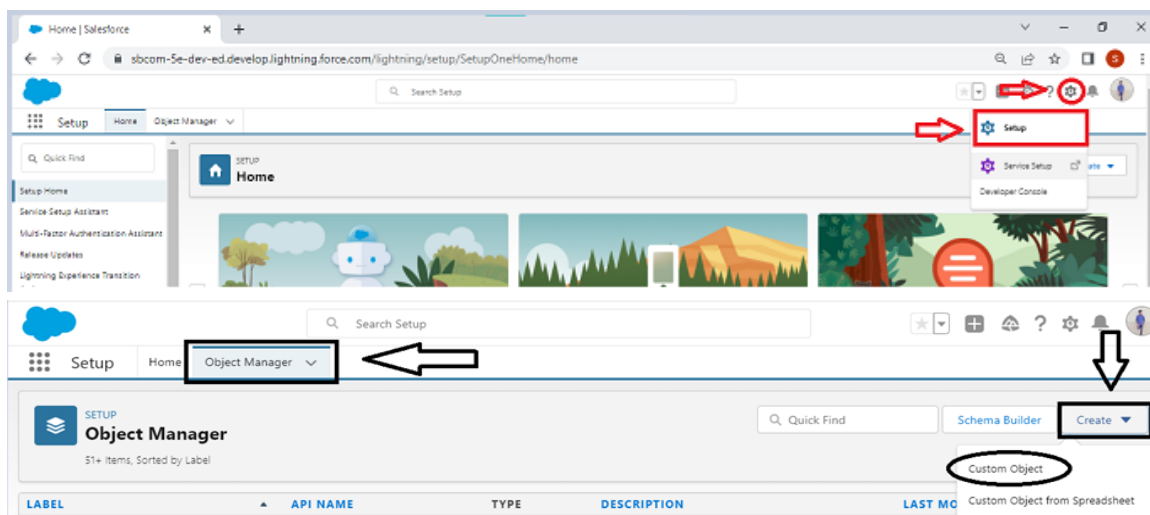 Home | Salesforce
sbcom-5e-dev-ed.develop.lightning.force.com/lightning/setup/SetupOneHome/home
S
Search Setup
?
Setup Home Object Manager
Setup
Quick Find
SETUP
Home
Service Setup
ate
Developer Console
Setup Home
Service Setup Assistant
Multi-Factor Authentication Assistant
Release Updates
Lightning Experience Transition
Search Setup
?
Setup Home Object Manager
SETUP
Object Manager
51+ Items, Sorted by Label
Quick Find
Schema Builder
Create
Custom Object
Custom Object from Spreadsheet
LABEL API NAME TYPE DESCRIPTION LAST MO